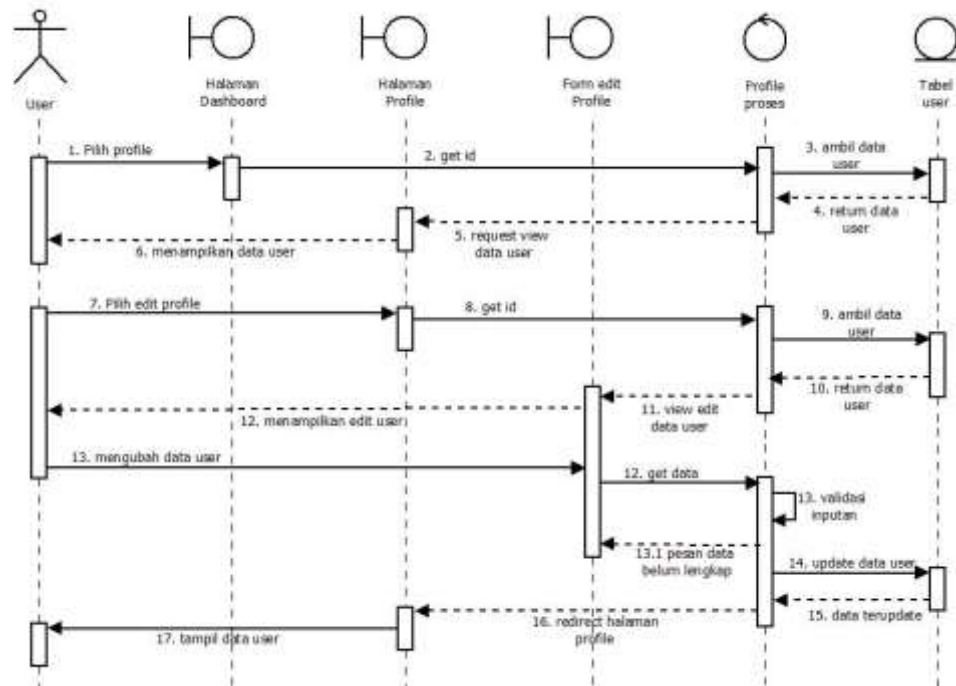 User
Halaman
Dashboard
Halaman
Profile
Form edit
Profile
Profile
proses
Tabel
user
1. Pilih profile
2. get id
3. ambil data
user
4. return data
user
5. request view
data user
6. menampilkan data user
7. Pilih edit profile
8. get id
9. ambil data
user
10. return data
user
11. view edit
data user
12. menampilkan edit user
13. mengubah data user
12. get data
13. validasi
inputan
13.1 pesan data
belum lengkap
14. update data user
15. data terupdate
16. redirect halaman
profile
17. tampil data user